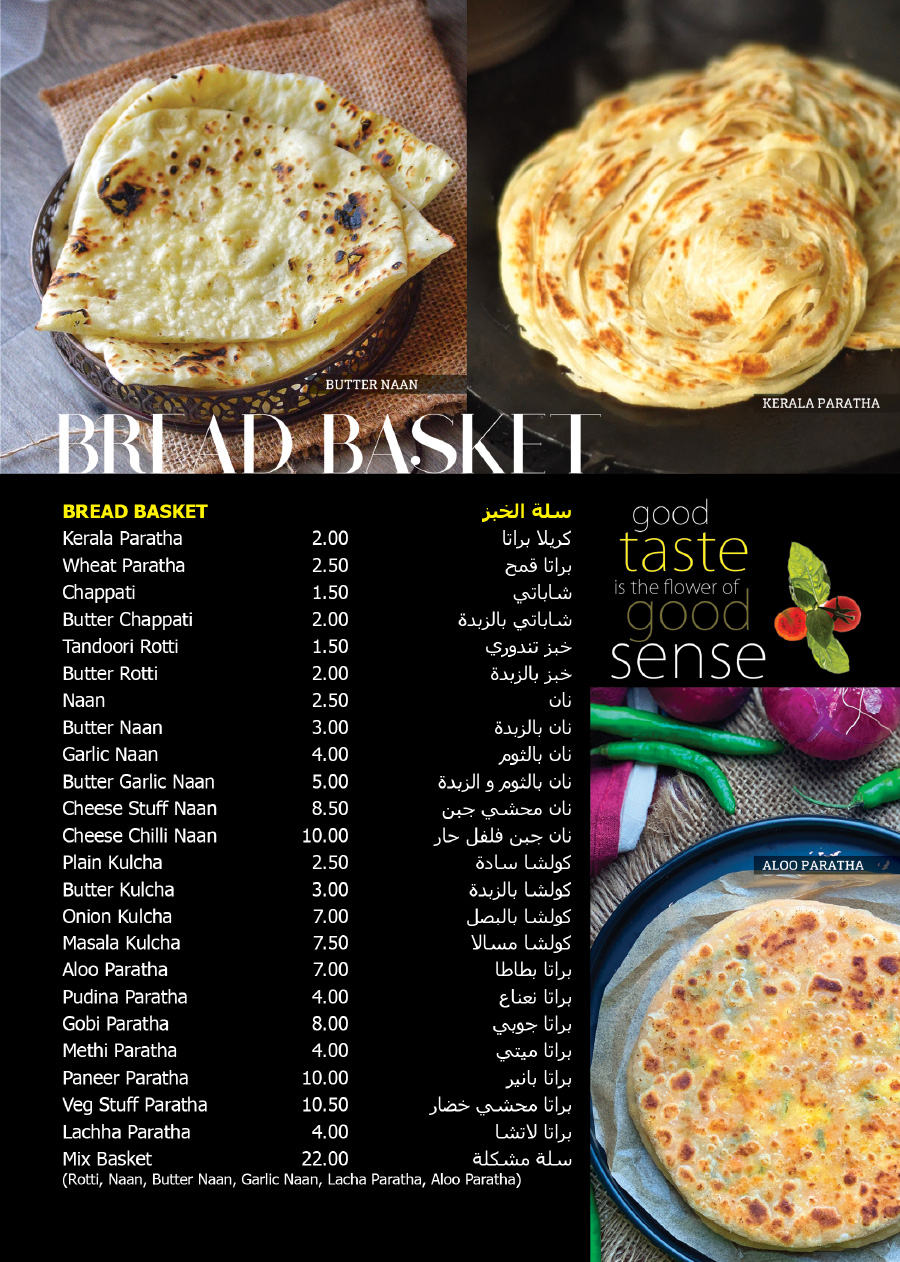 BUTTER NAAN
KERALA PARATHA
BREAD BASKET
BREAD BASKET سلة الخبز
Kerala Paratha 2.00 كريلا براتا
Wheat Paratha 2.50 براتا قمح
Chappati 1.50 شاباتي
Butter Chappati 2.00 شاباتي بالزبدة
Tandoori Rotti 1.50 خبز تندوري
Butter Rotti 2.00 خبز بالزبدة
Naan 2.50 نان
Butter Naan 3.00 نان بالزبدة
Garlic Naan 4.00 نان بالثوم
Butter Garlic Naan 5.00 نان بالثوم و الزبدة
Cheese Stuff Naan 8.50 نان محشي جبن
Cheese Chilli Naan 10.00 نان جبن فلفل حار
Plain Kulcha 2.50 كولشا سادة
Butter Kulcha 3.00 كولشا بالزبدة
Onion Kulcha 7.00 كولشا بالبصل
Masala Kulcha 7.50 كولشا مسالا
Aloo Paratha 7.00 براتا بطاطا
Pudina Paratha 4.00 براتا نعناع
Gobi Paratha 8.00 براتا جوبي
Methi Paratha 4.00 براتا ميتي
Paneer Paratha 10.00 براتا بانير
Veg Stuff Paratha 10.50 براتا محشي خضار
Lachha Paratha 4.00 براتا لاتشا
Mix Basket 22.00 سلة مشكلة
(Rotti, Naan, Butter Naan, Garlic Naan, Lacha Paratha, Aloo Paratha)
good
taste
is the flower of
good
sense
ALOO PARATHA